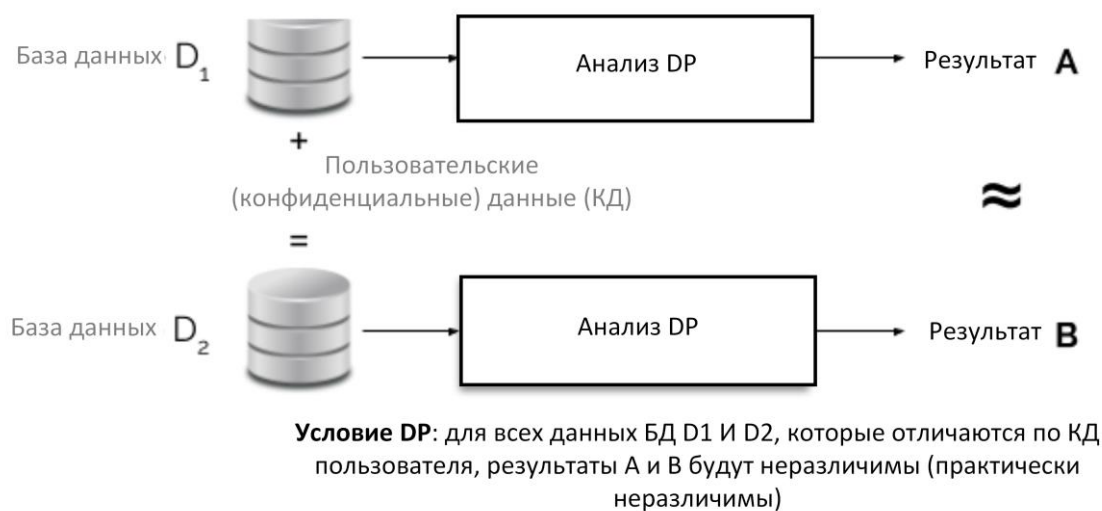 База данных D₁
Анализ DP
Результат A
+
Пользовательские
(конфиденциальные) данные (КД)
≈
=
База данных D₂
Анализ DP
Результат B
Условие DP: для всех данных БД D1 И D2, которые отличаются по КД
пользователя, результаты А и В будут неразличимы (практически
неразличимы)